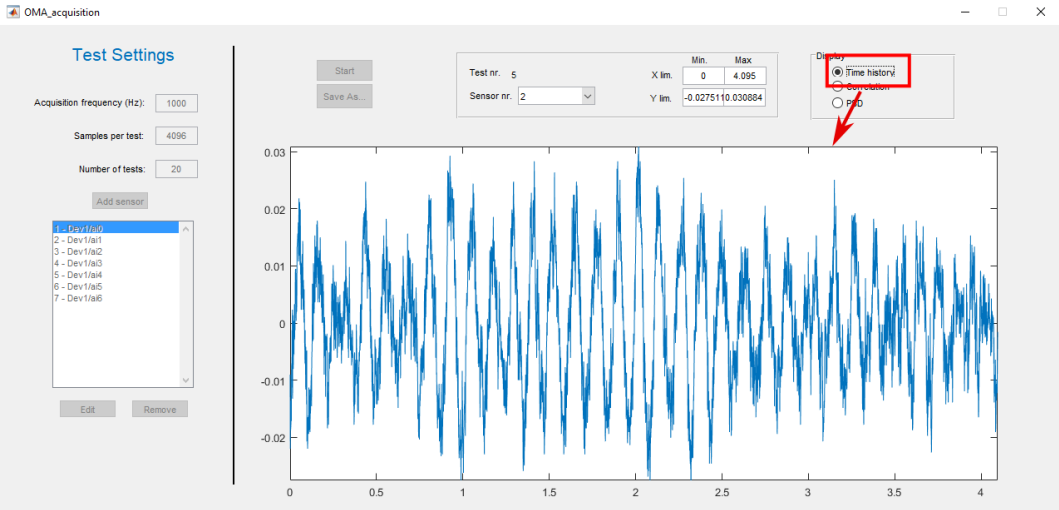 OMA_acquisition
Test Settings
Acquisition frequency (Hz): 1000
Samples per test: 4096
Number of tests: 20
Add sensor
1 - Dev1/ai0
2 - Dev1/ai1
3 - Dev1/ai2
4 - Dev1/ai3
5 - Dev1/ai4
6 - Dev1/ai5
7 - Dev1/ai6
Edit Remove
Start
Save As...
Test nr. 5
Sensor nr. 2
Min. Max
X lim. 0 4.095
Y lim. -0.027511 0.030884
Display
Time history
Correlation
PSD
0.03
0.02
0.01
0
-0.01
-0.02
0 0.5 1 1.5 2 2.5 3 3.5 4